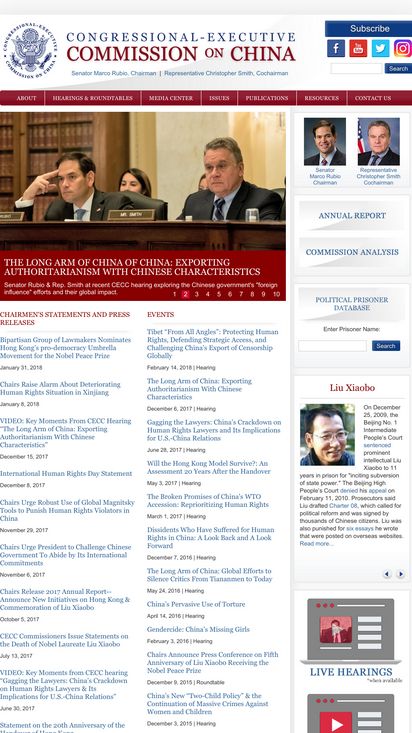 CONGRESSIONAL-EXECUTIVE
COMMISSION ON CHINA
Senator Marco Rubio, Chairman | Representative Christopher Smith, Cochairman
Subscribe
Search
ABOUT
HEARINGS & ROUNDTABLES
MEDIA CENTER
ISSUES
PUBLICATIONS
RESOURCES
CONTACT US
MR. SMITH
THE LONG ARM OF CHINA OF CHINA: EXPORTING
AUTHORITARIANISM WITH CHINESE CHARACTERISTICS
Senator Rubio & Rep. Smith at recent CECC hearing exploring the Chinese government's "foreign
influence" efforts and their global impact.
1 2 3 4 5 6 7 8 9 10
CHAIRMEN'S STATEMENTS AND PRESS
RELEASES
Bipartisan Group of Lawmakers Nominates
Hong Kong's pro-democracy Umbrella
Movement for the Nobel Peace Prize
January 31, 2018
Chairs Raise Alarm About Deteriorating
Human Rights Situation in Xinjiang
January 8, 2018
VIDEO: Key Moments From CECC Hearing
"The Long Arm of China: Exporting
Authoritarianism With Chinese
Characteristics"
December 15, 2017
International Human Rights Day Statement
December 8, 2017
Chairs Urge Robust Use of Global Magnitsky
Tools to Punish Human Rights Violators in
China
November 29, 2017
Chairs Urge President to Challenge Chinese
Government To Abide by Its International
Commitments
November 6, 2017
Chairs Release 2017 Annual Report--
Announce New Initiatives on Hong Kong &
Commemoration of Liu Xiaobo
October 5, 2017
CECC Commissioners Issue Statements on
the Death of Nobel Laureate Liu Xiaobo
July 13, 2017
VIDEO: Key Moments from CECC hearing
"Gagging the Lawyers: China's Crackdown
on Human Rights Lawyers & Its
Implications for U.S.-China Relations"
June 30, 2017
Statement on the 20th Anniversary of the
Handover of Hong Kong
EVENTS
Tibet "From All Angles": Protecting Human
Rights, Defending Strategic Access, and
Challenging China's Export of Censorship
Globally
February 14, 2018 | Hearing
The Long Arm of China: Exporting
Authoritarianism With Chinese
Characteristics
December 6, 2017 | Hearing
Gagging the Lawyers: China's Crackdown on
Human Rights Lawyers and Its Implications
for U.S.-China Relations
June 28, 2017 | Hearing
Will the Hong Kong Model Survive?: An
Assessment 20 Years After the Handover
May 3, 2017 | Hearing
The Broken Promises of China's WTO
Accession: Reprioritizing Human Rights
March 1, 2017 | Hearing
Dissidents Who Have Suffered for Human
Rights in China: A Look Back and A Look
Forward
December 7, 2016 | Hearing
The Long Arm of China; Global Efforts to
Silence Critics From Tiananmen to Today
May 24, 2016 | Hearing
China's Pervasive Use of Torture
April 14, 2016 | Hearing
Gendercide: China's Missing Girls
February 3, 2016 | Hearing
Chairs Announce Press Conference on Fifth
Anniversary of Liu Xiaobo Receiving the
Nobel Peace Prize
December 9, 2015 | Roundtable
China's New "Two-Child Policy" & the
Continuation of Massive Crimes Against
Women and Children
December 3, 2015 | Hearing
Senator
Marco Rubio
Chairman
Representative
Christopher Smith
Cochairman
ANNUAL REPORT
COMMISSION ANALYSIS
POLITICAL PRISONER
DATABASE
Enter Prisoner Name:
Search
Liu Xiaobo
On December
25, 2009, the
Beijing No. 1
Intermediate
People's Court
sentenced
prominent
intellectual Liu
Xiaobo to 11
years in prison for "inciting subversion
of state power." The Beijing High
People's Court denied his appeal on
February 11, 2010. Prosecutors said
Liu drafted Charter 08, which called for
political reform and was signed by
thousands of Chinese citizens. Liu
was also punished for six essays he wrote
that were posted on overseas websites.
Read more...
LIVE HEARINGS
*when available